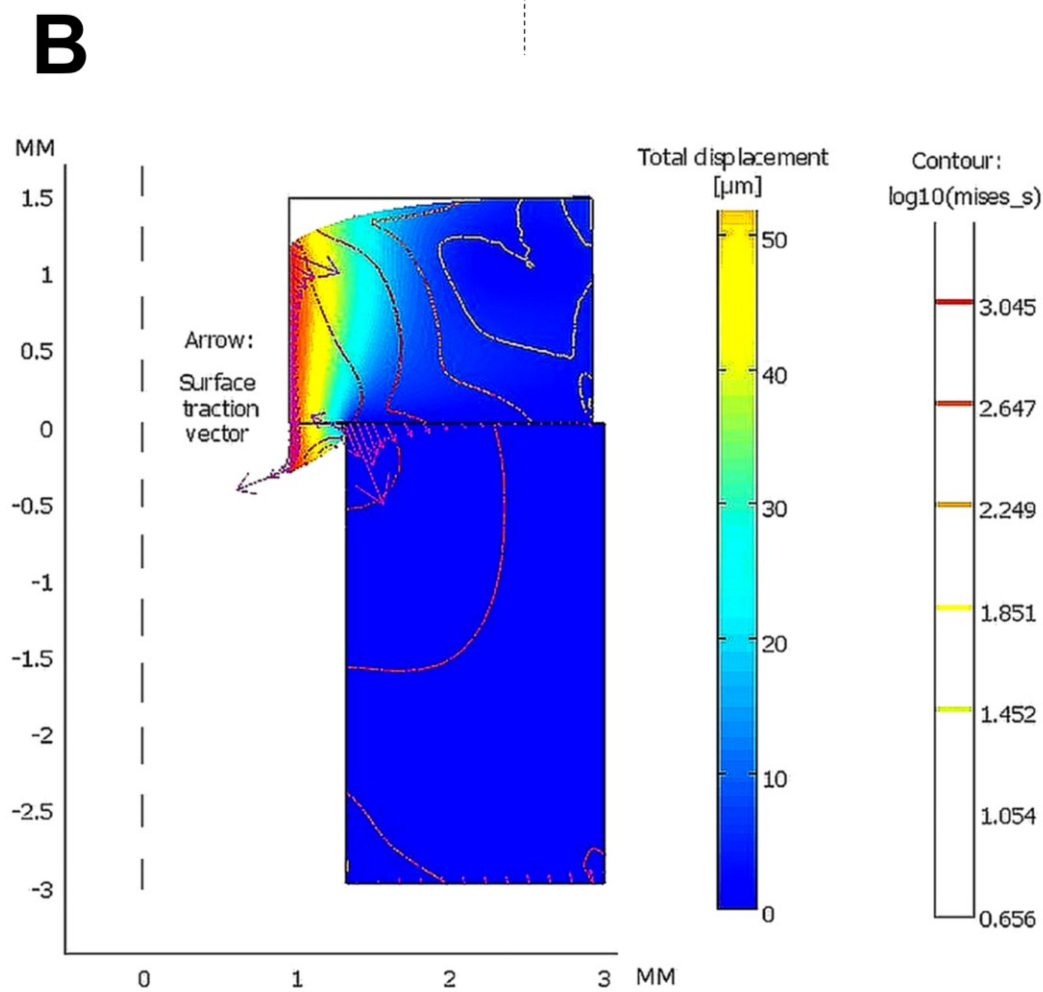 B
MM
1.5
1
0.5
0
-0.5
-1
-1.5
-2
-2.5
-3
Arrow:
Surface
traction
vector
0
1
2
3
MM
Total displacement
[µm]
50
40
30
20
10
0
Contour:
log10(mises_s)
3.045
2.647
2.249
1.851
1.452
1.054
0.656